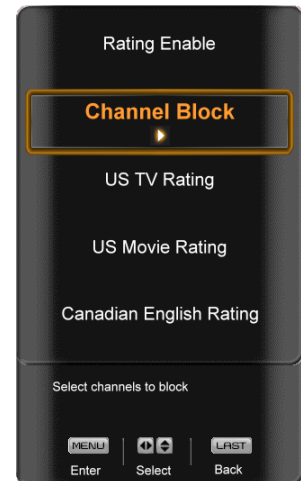 Rating Enable
Channel Block
US TV Rating
US Movie Rating
Canadian English Rating
Select channels to block
MENU LAST
Enter Select Back